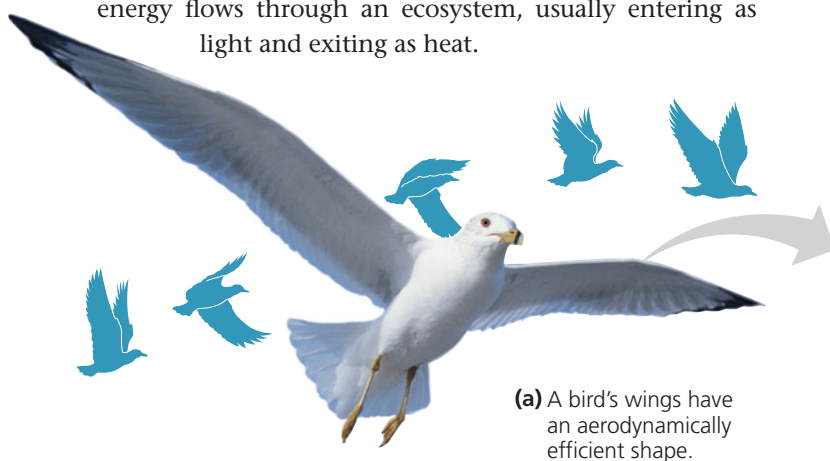 energy flows through an ecosystem, usually entering as
light and exiting as heat.
(a) A bird's wings have
an aerodynamically
efficient shape.